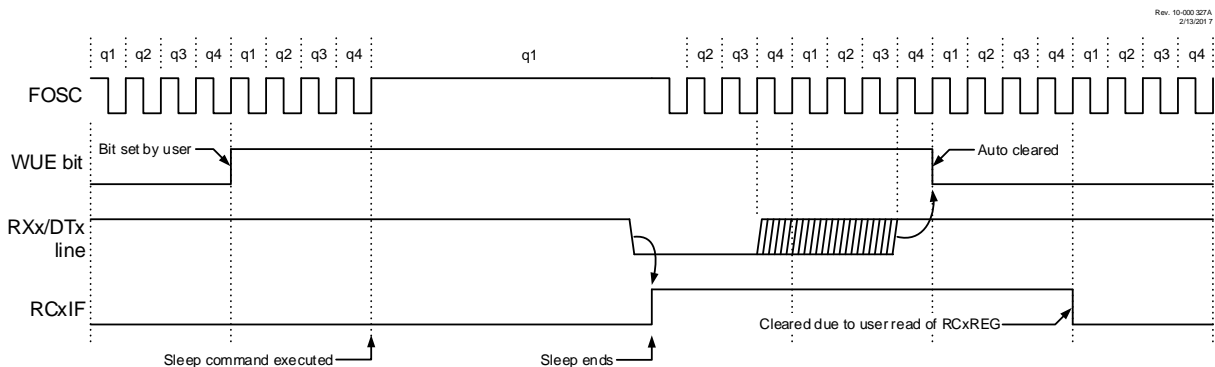 Rev. 10-000327A
2/13/2017
q1 q2 q3 q4 q1 q2 q3 q4 q1 q2 q3 q4 q1 q2 q3 q4 q1 q2 q3 q4 q1 q2 q3 q4
FOSC
WUE bit
Bit set by user
Auto cleared
RXx/DTx
line
RCxIF
Cleared due to user read of RCxREG
Sleep command executed
Sleep ends